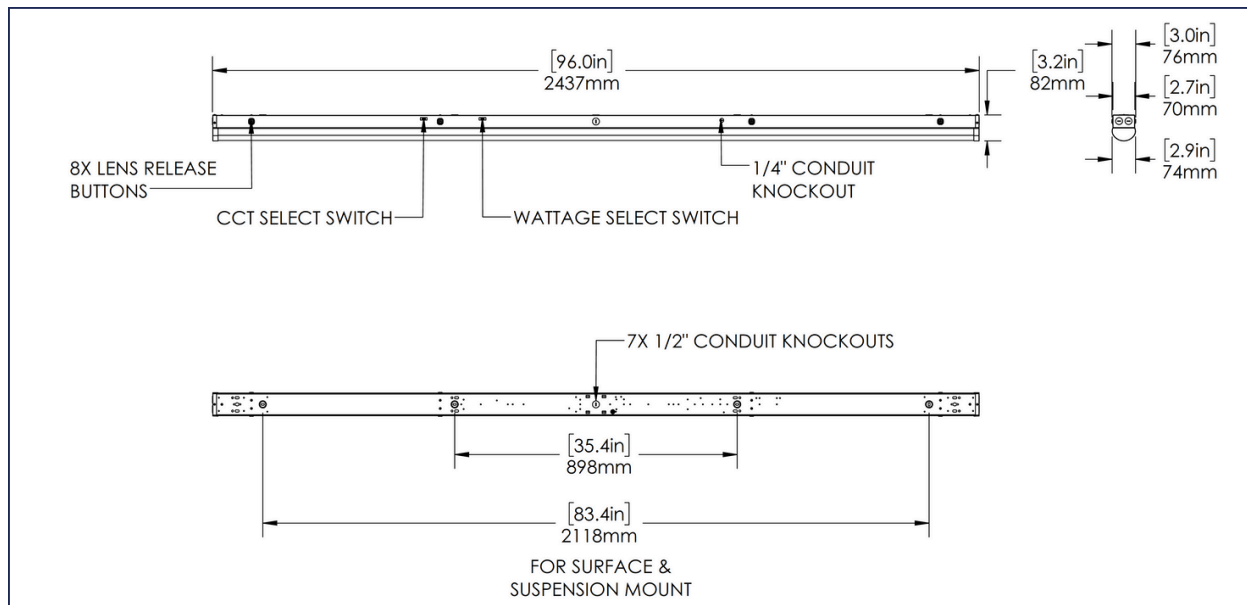 [96.0in]
2437mm
[3.2in]
82mm
[3.0in]
76mm
[2.7in]
70mm
[2.9in]
74mm
8X LENS RELEASE
BUTTONS
CCT SELECT SWITCH
WATTAGE SELECT SWITCH
1/4" CONDUIT
KNOCKOUT
7X 1/2" CONDUIT KNOCKOUTS
[35.4in]
898mm
[83.4in]
2118mm
FOR SURFACE &
SUSPENSION MOUNT